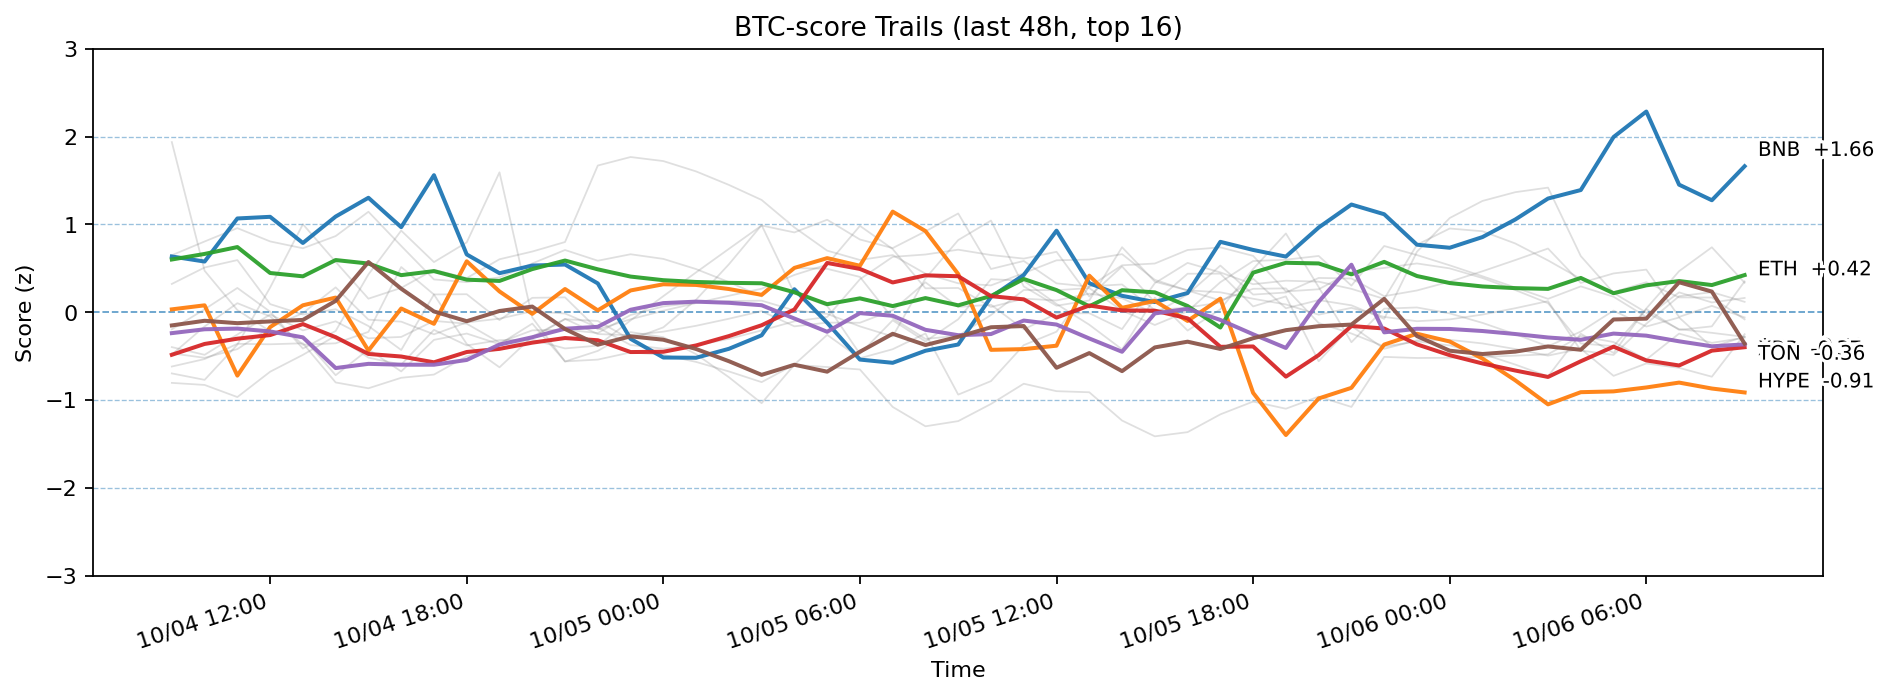 BTC-score Trails (last 48h, top 16)
Score (z)
3
2
1
0
−1
−2
−3
BNB +1.66
ETH +0.42
TON -0.36
HYPE -0.91
10/04 12:00
10/04 18:00
10/05 00:00
10/05 06:00
10/05 12:00
10/05 18:00
10/06 00:00
10/06 06:00
Time